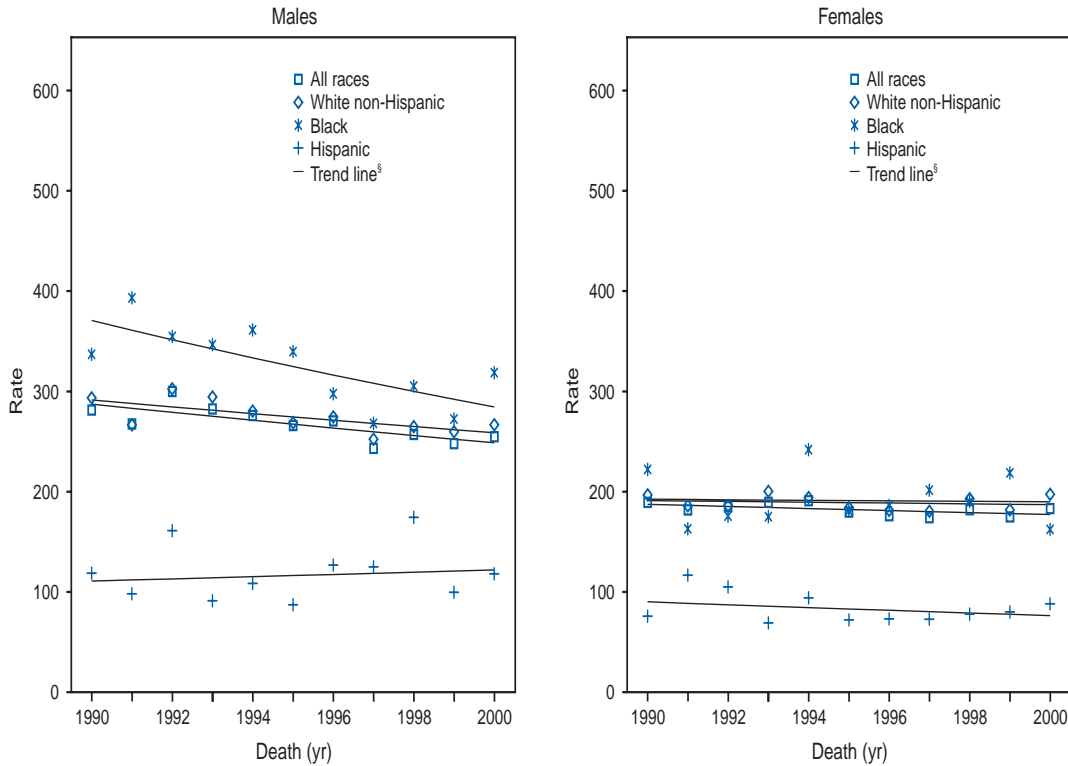 Males
600
500
400
300
200
100
0
Rate
All races
White non-Hispanic
Black
Hispanic
Trend line§
1990 1992 1994 1996 1998 2000
Death (yr)
Females
600
500
400
300
200
100
0
Rate
All races
White non-Hispanic
Black
Hispanic
Trend line§
1990 1992 1994 1996 1998 2000
Death (yr)